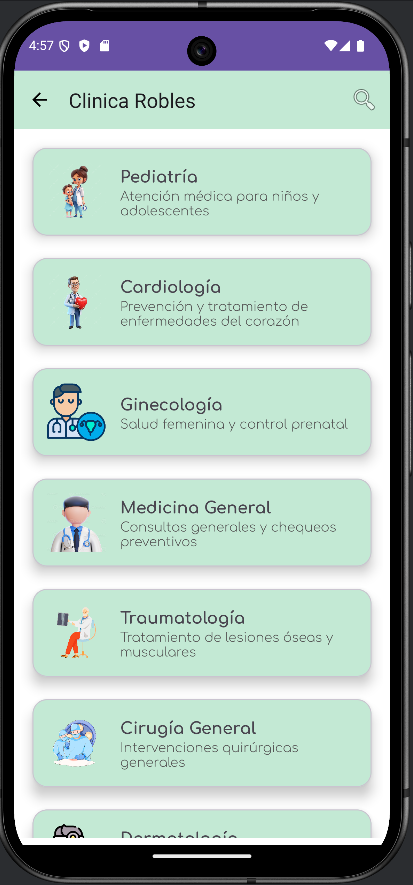 4:57
Clinica Robles
Pediatría
Atención médica para niños y
adolescentes
Cardiología
Prevención y tratamiento de
enfermedades del corazón
Ginecología
Salud femenina y control prenatal
Medicina General
Consultas generales y chequeos
preventivos
Traumatología
Tratamiento de lesiones óseas y
musculares
Cirugía General
Intervenciones quirúrgicas
generales
Dermatología